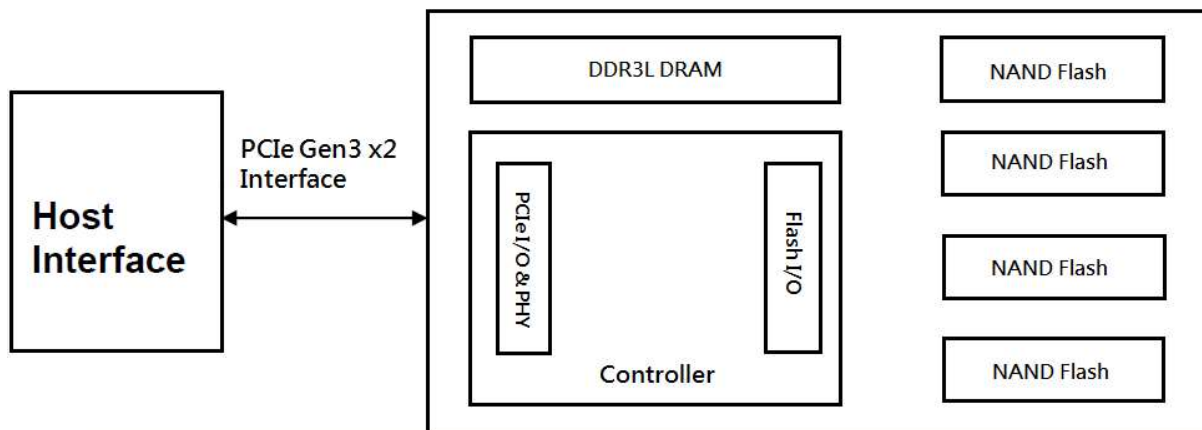 Host
Interface
PCIe Gen3 x2
Interface
DDR3L DRAM
PCIe I/O & PHY
Flash I/O
Controller
NAND Flash
NAND Flash
NAND Flash
NAND Flash